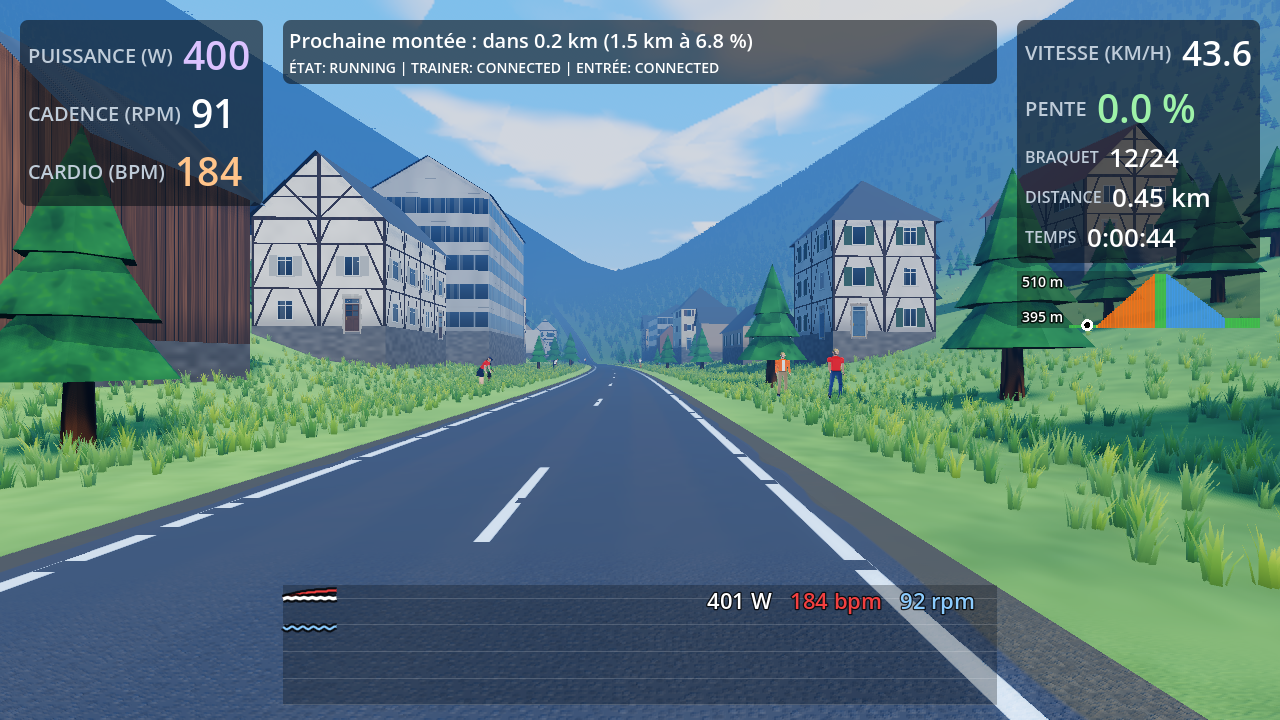 PUISSANCE (W) 400
CADENCE (RPM) 91
CARDIO (BPM) 184
Prochaine montée : dans 0.2 km (1.5 km à 6.8 %)
ÉTAT: RUNNING | TRAINER: CONNECTED | ENTRÉE: CONNECTED
VITESSE (KM/H) 43.6
PENTE 0.0 %
BRAQUET 12/24
DISTANCE 0.45 km
TEMPS 0:00:44
510 m
395 m
401 W 184 bpm 92 rpm